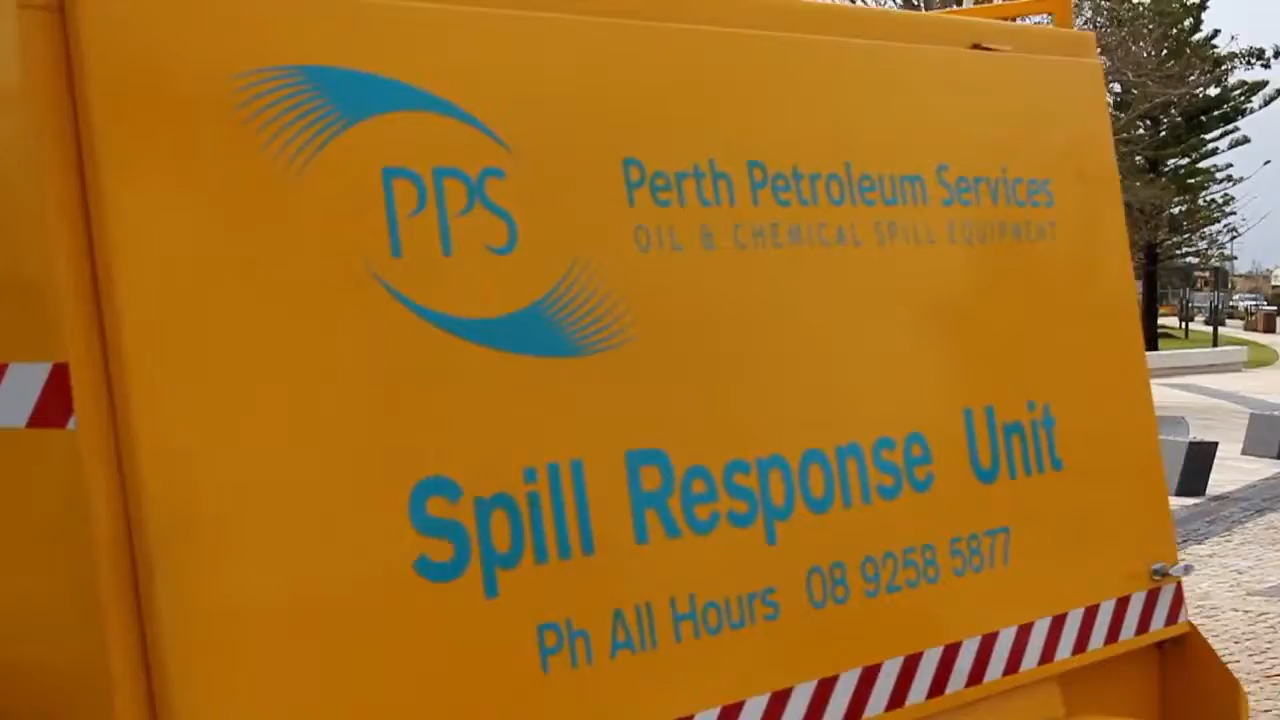 PPS
Perth Petroleum Services
OIL & CHEMICAL SPILL EQUIPMENT
Spill Response Unit
Ph All Hours 08 9258 5877